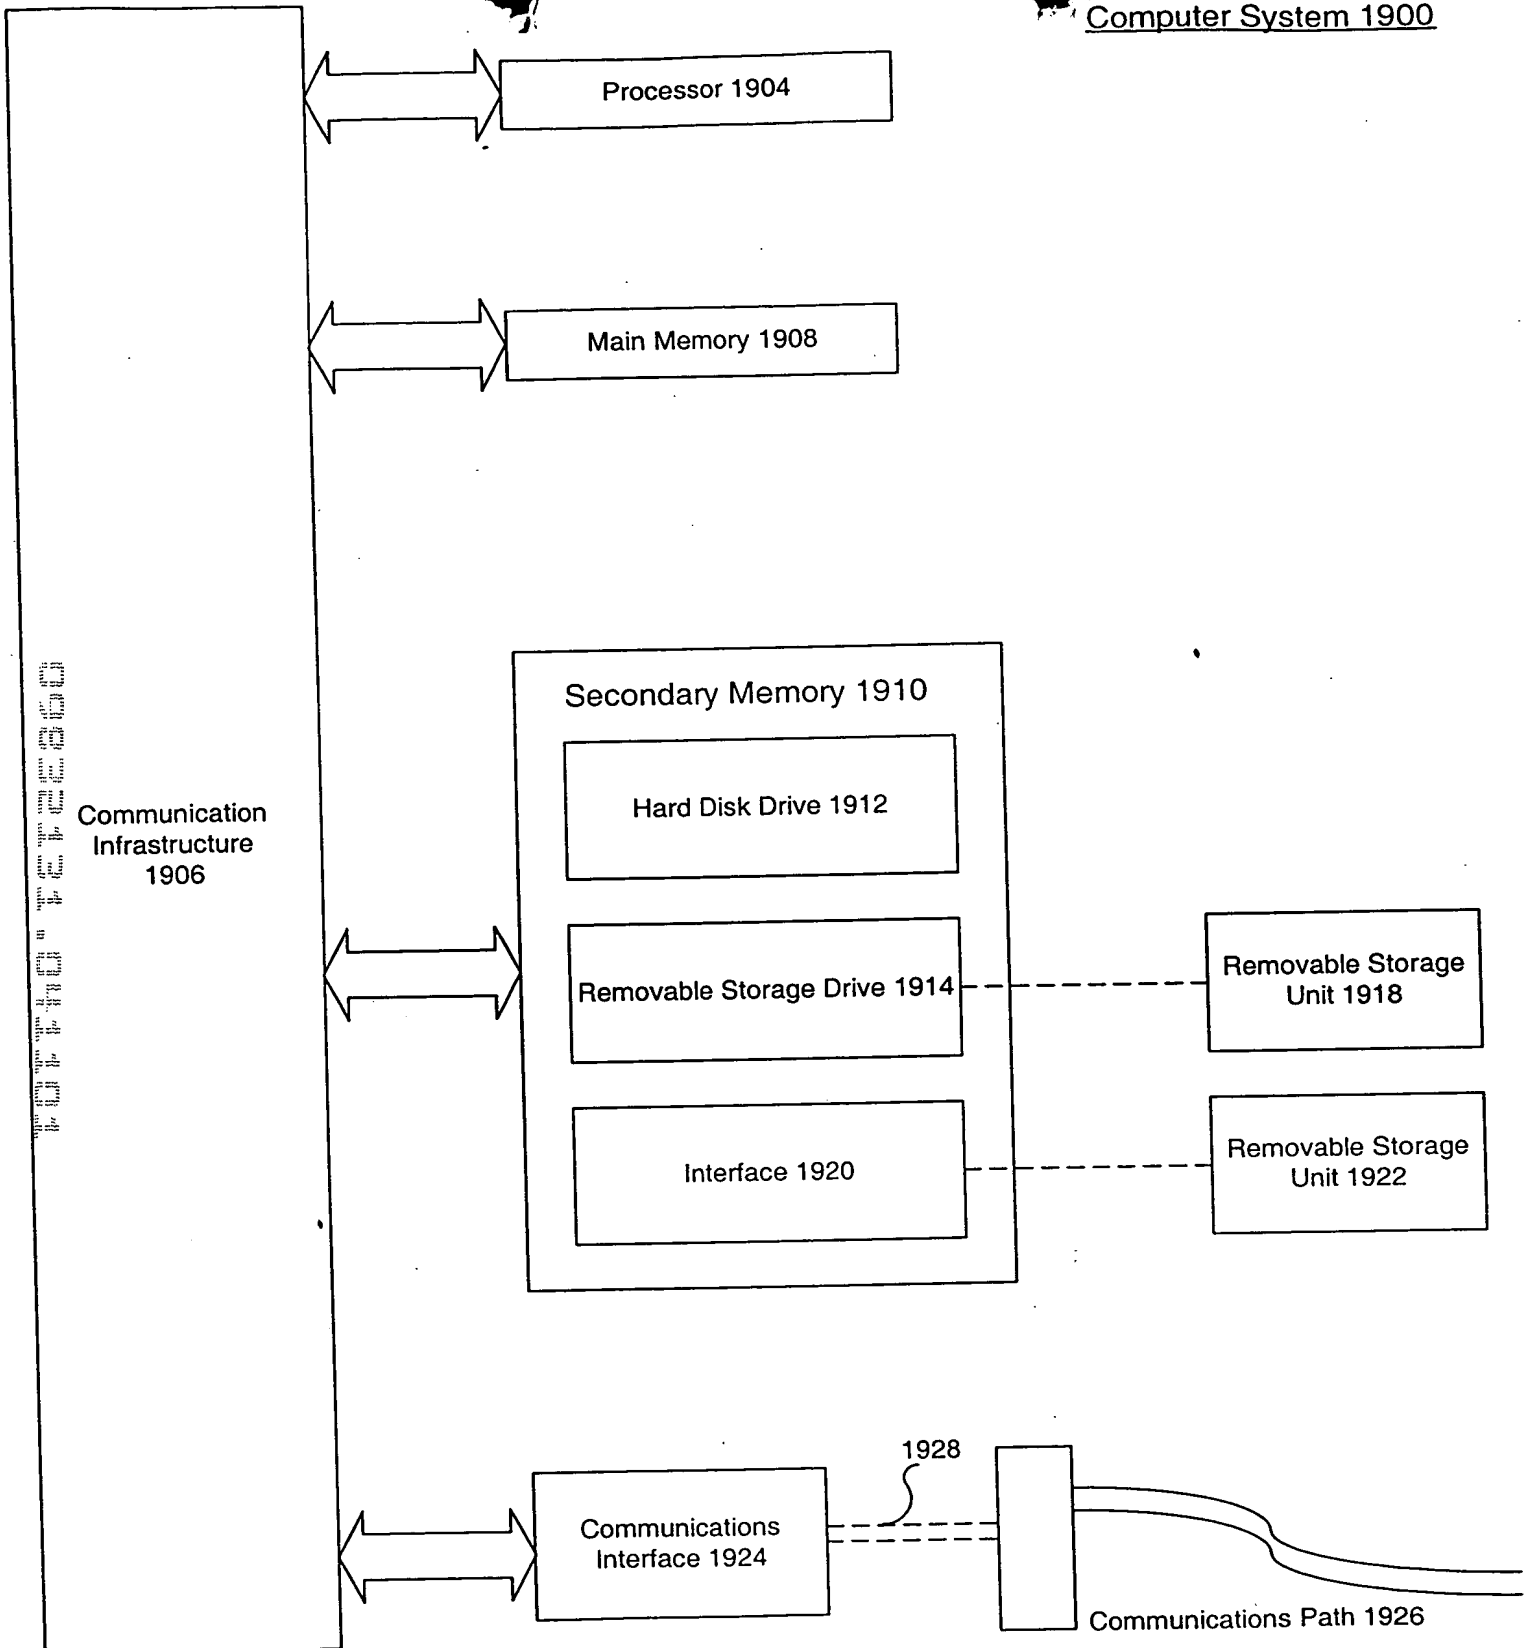 Computer System 1900
Processor 1904
Main Memory 1908
Secondary Memory 1910
Hard Disk Drive 1912
Communication
Infrastructure
1906
Removable Storage Drive 1914
Removable Storage
Unit 1918
Interface 1920
Removable Storage
Unit 1922
1928
Communications
Interface 1924
Communications Path 1926